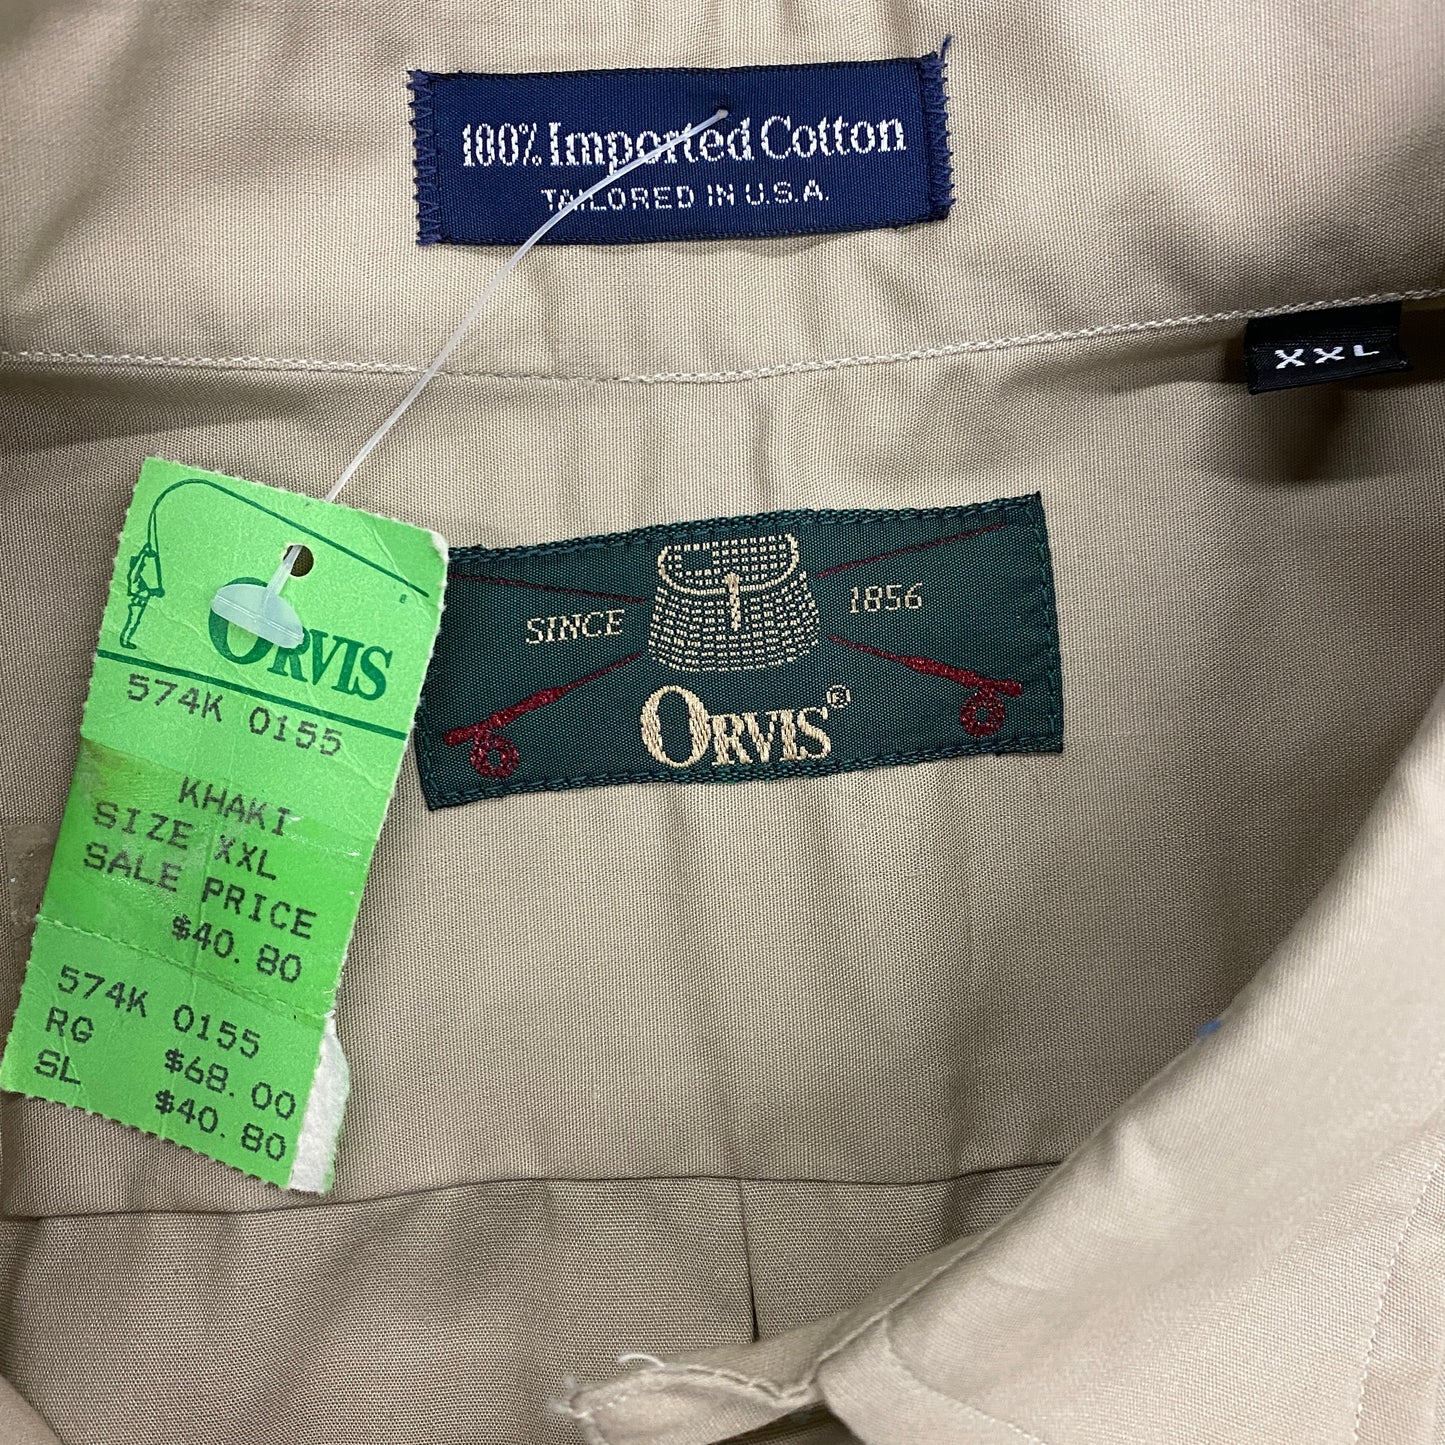 100% Imported Cotton
TAILORED IN U.S.A.
XXL
SINCE 1856
ORVIS®
ORVIS
574K 0155
KHAKI
SIZE XXL
SALE PRICE
$40.80
574K 0155
RG $68.00
SL $40.80